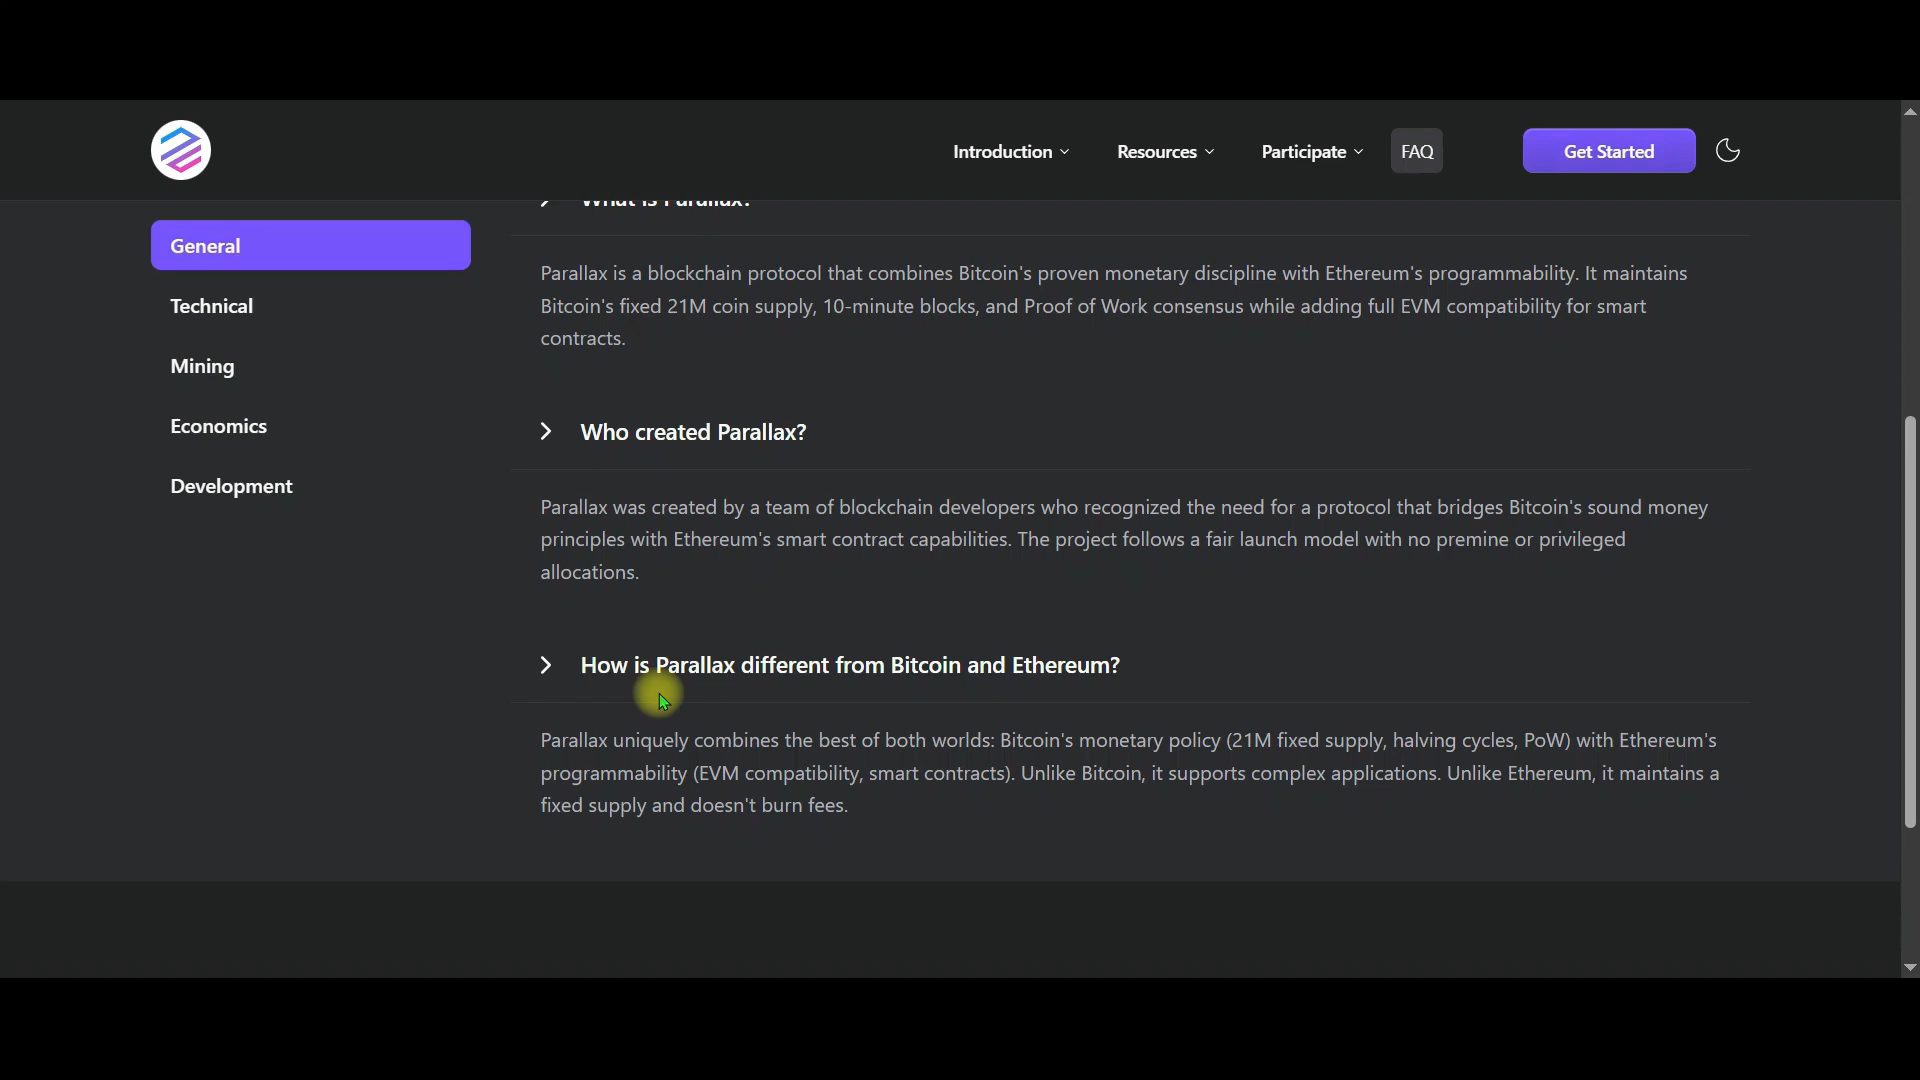 Introduction
Resources
Participate
FAQ
Get Started
General
Technical
Mining
Economics
Development
What is Parallax?
Parallax is a blockchain protocol that combines Bitcoin's proven monetary discipline with Ethereum's programmability. It maintains
Bitcoin's fixed 21M coin supply, 10-minute blocks, and Proof of Work consensus while adding full EVM compatibility for smart
contracts.
Who created Parallax?
Parallax was created by a team of blockchain developers who recognized the need for a protocol that bridges Bitcoin's sound money
principles with Ethereum's smart contract capabilities. The project follows a fair launch model with no premine or privileged
allocations.
How is Parallax different from Bitcoin and Ethereum?
Parallax uniquely combines the best of both worlds: Bitcoin's monetary policy (21M fixed supply, halving cycles, PoW) with Ethereum's
programmability (EVM compatibility, smart contracts). Unlike Bitcoin, it supports complex applications. Unlike Ethereum, it maintains a
fixed supply and doesn't burn fees.